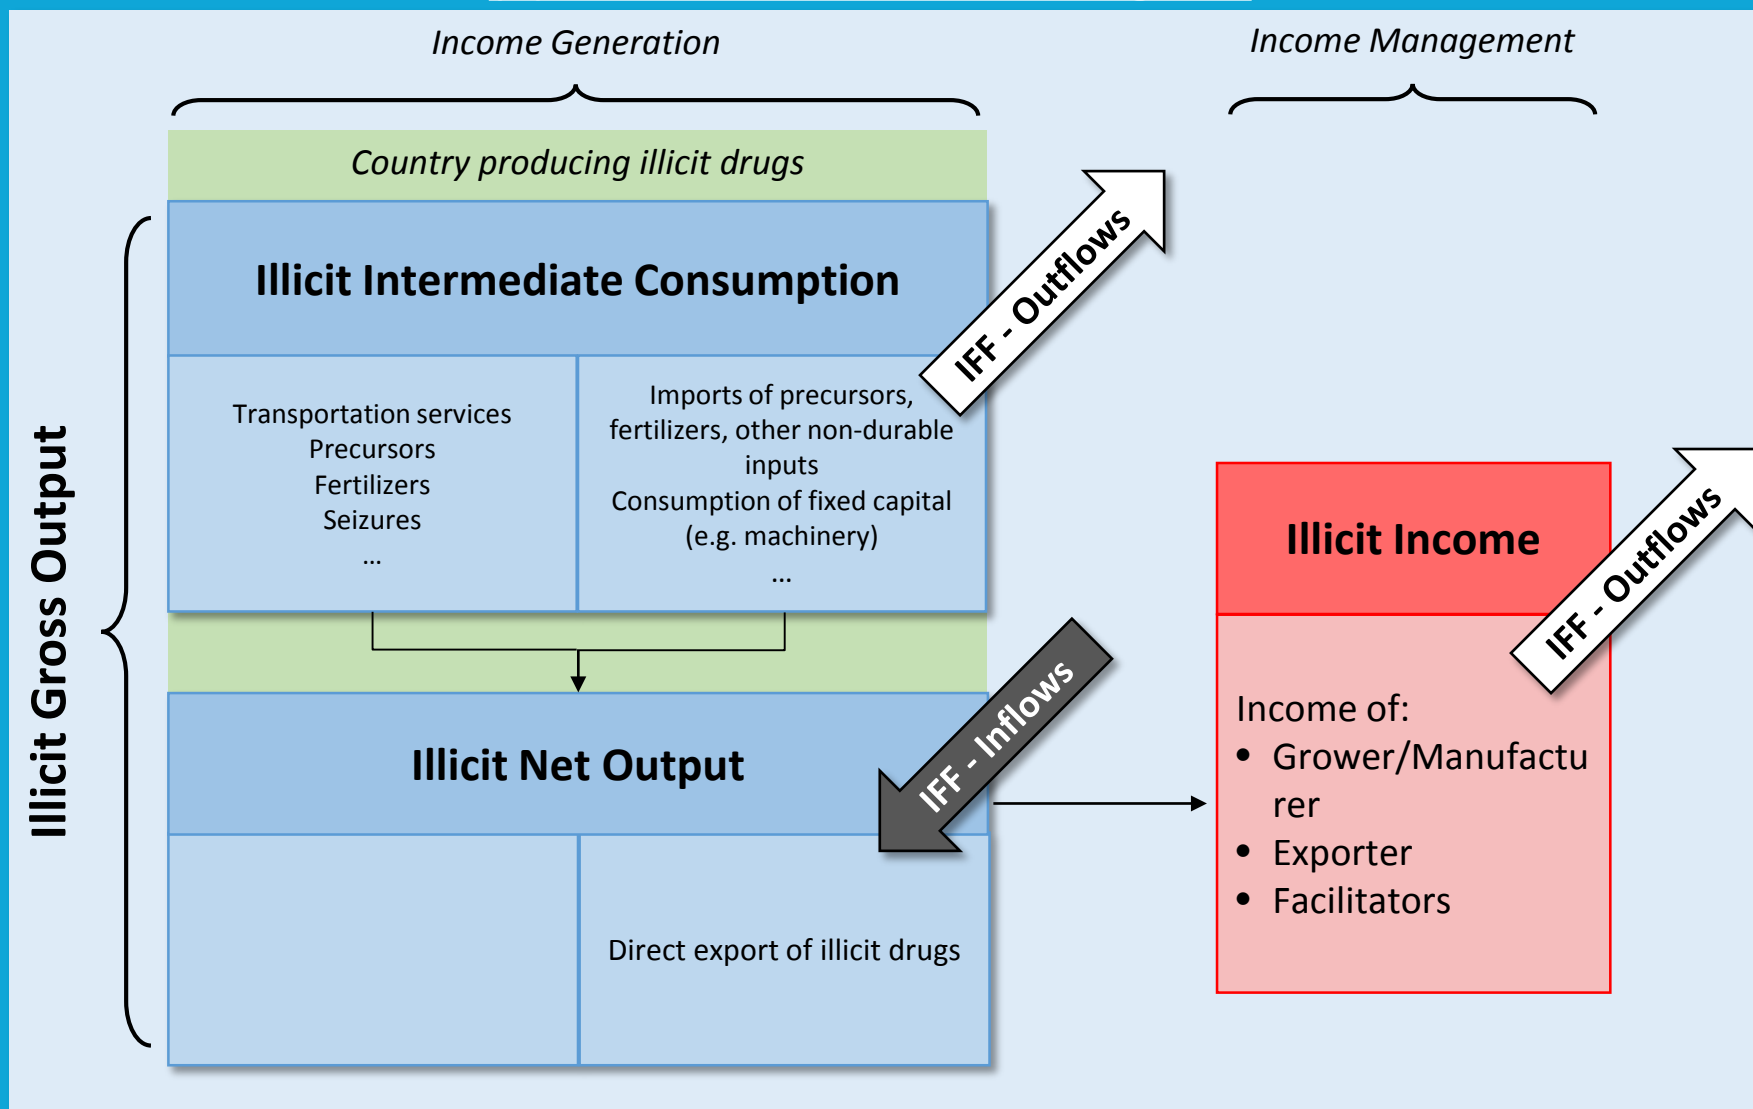 Income Generation
Income Management
Country producing illicit drugs
Illicit Gross Output
Illicit Intermediate Consumption
IFF - Outflows
Transportation services
Precursors
Fertilizers
Seizures
...
Imports of precursors,
fertilizers, other non-durable
inputs
Consumption of fixed capital
(e.g. machinery)
...
Illicit Net Output
IFF - Inflows
Direct export of illicit drugs
Illicit Income
IFF - Outflows
Income of:
• Grower/Manufactu
rer
• Exporter
• Facilitators